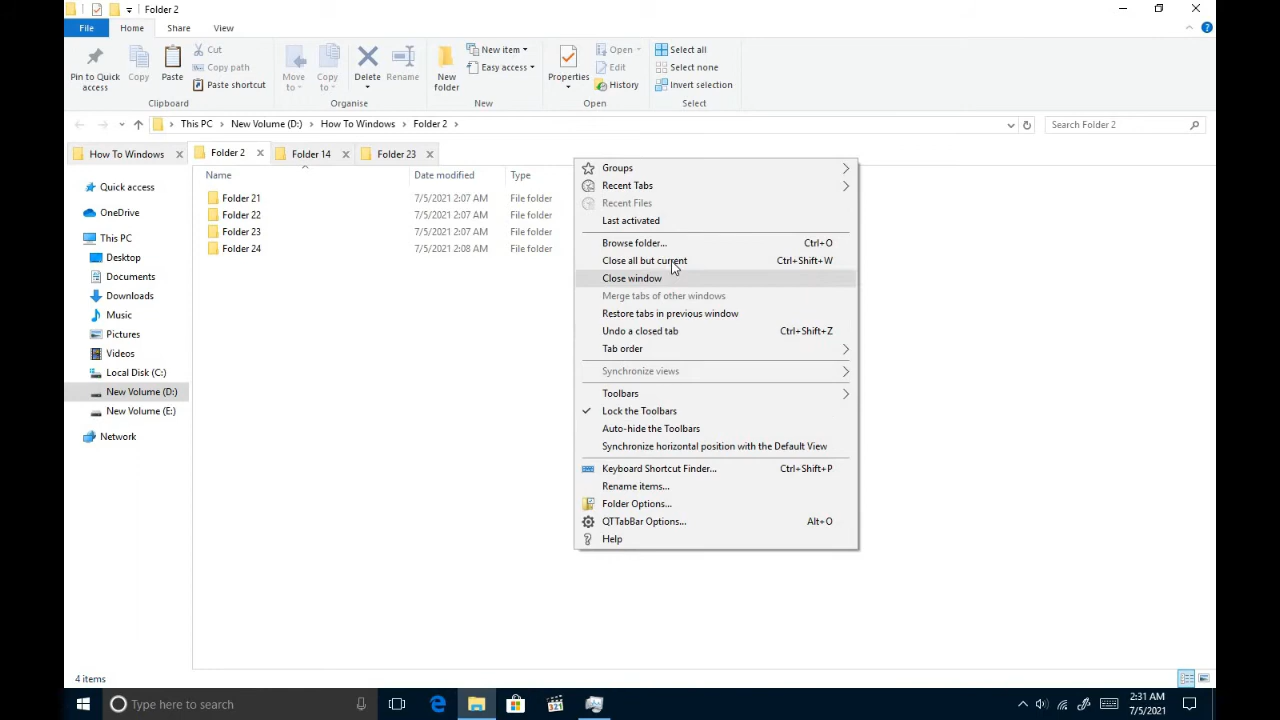 Folder 2
File Home Share View
Pin to Quick access
Copy
Paste
Cut
Copy path
Paste shortcut
Clipboard
Move to
Copy to
Delete
Rename
Organise
New folder
New item
Easy access
New
Properties
Open
Edit
History
Open
Select all
Select none
Invert selection
Select
This PC New Volume (D:) How To Windows Folder 2
Search Folder 2
How To Windows Folder 2 Folder 14 Folder 23
Quick access
OneDrive
This PC
Desktop
Documents
Downloads
Music
Pictures
Videos
Local Disk (C:)
New Volume (D:)
New Volume (E:)
Network
Name Date modified Type
Folder 21 7/5/2021 2:07 AM File folder
Folder 22 7/5/2021 2:07 AM File folder
Folder 23 7/5/2021 2:07 AM File folder
Folder 24 7/5/2021 2:08 AM File folder
Groups
Recent Tabs
Recent Files
Last activated
Browse folder... Ctrl+O
Close all but current Ctrl+Shift+W
Close window
Merge tabs of other windows
Restore tabs in previous window
Undo a closed tab Ctrl+Shift+Z
Tab order
Synchronize views
Toolbars
Lock the Toolbars
Auto-hide the Toolbars
Synchronize horizontal position with the Default View
Keyboard Shortcut Finder... Ctrl+Shift+P
Rename items...
Folder Options...
QTTabBar Options... Alt+O
Help
4 items
Type here to search
2:31 AM
7/5/2021